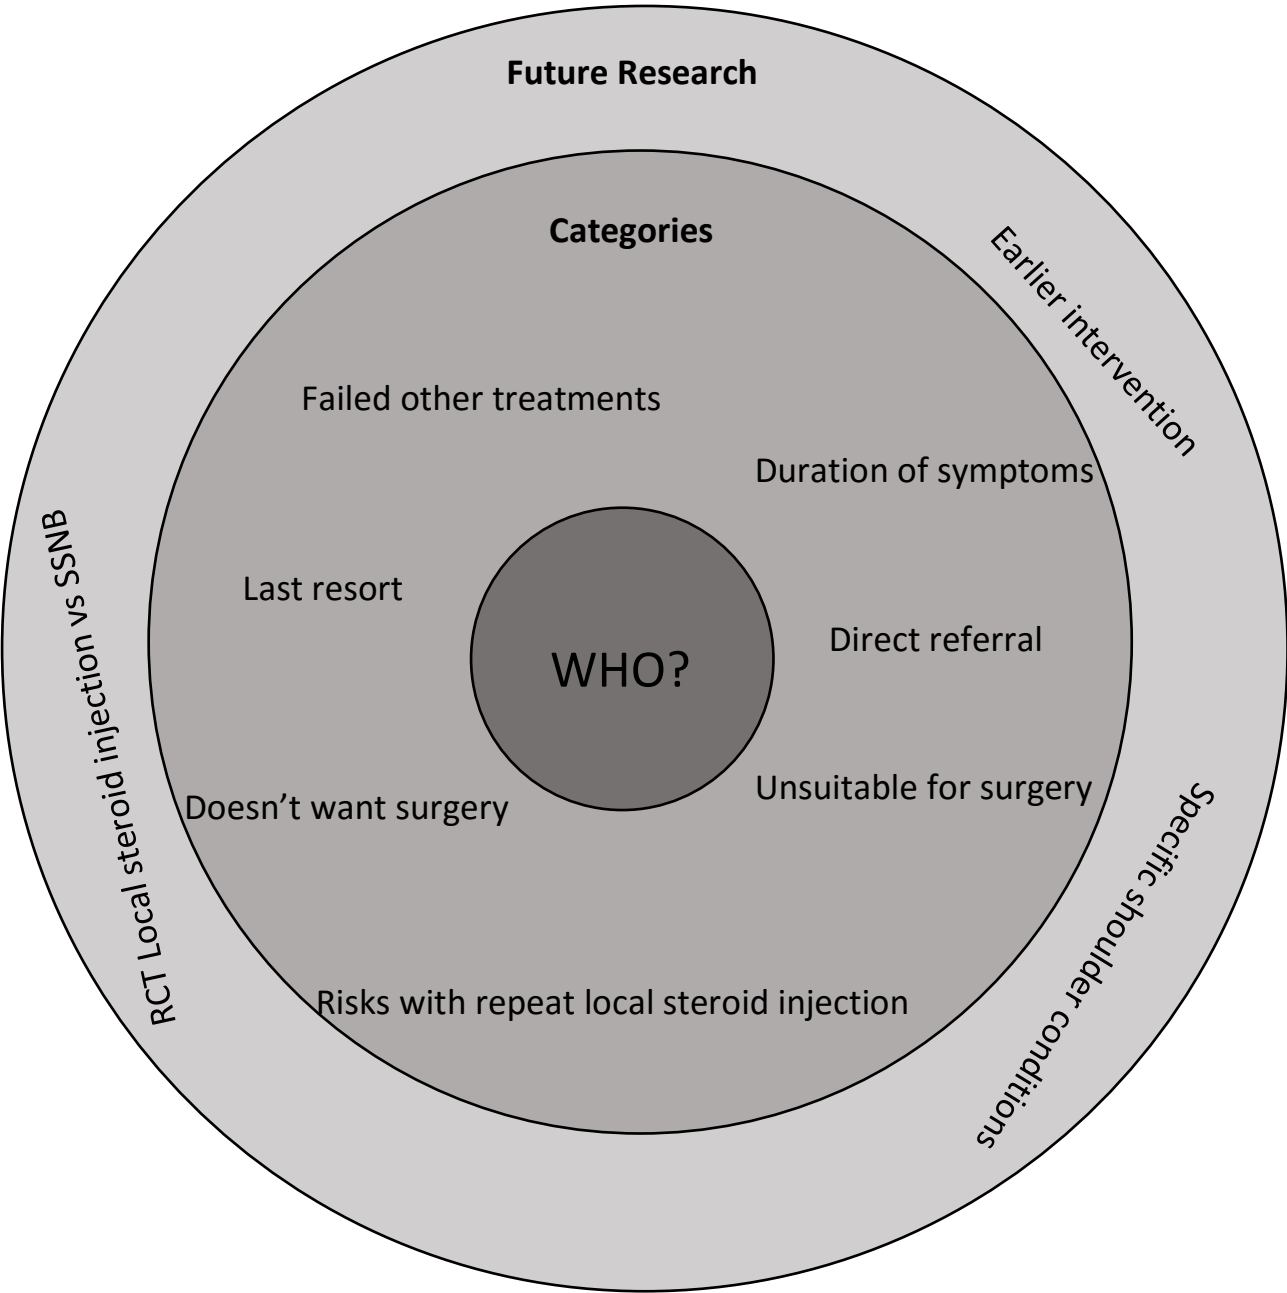 Future Research
Categories
Earlier intervention
Failed other treatments
Duration of symptoms
Last resort
Direct referral
WHO?
RCT Local steroid injection vs SSNB
Unsuitable for surgery
Doesn’t want surgery
Specific shoulder conditions
Risks with repeat local steroid injection